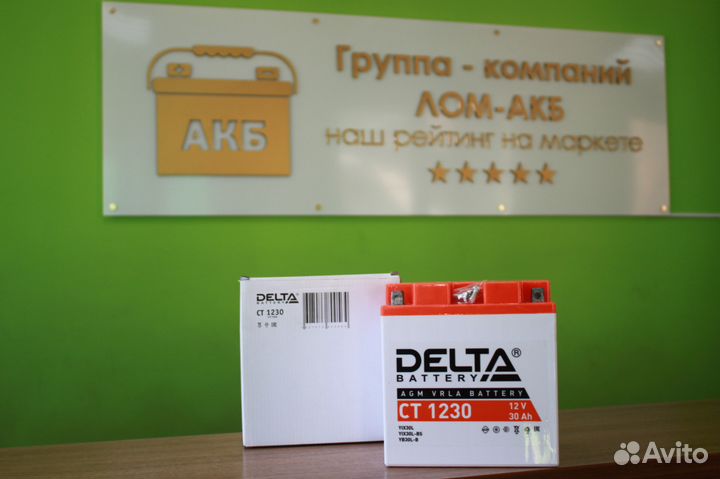 АКБ
Группа - компаний
ЛОМ-АКБ
наш рейтинг на маркете
DELTA
BATTERY
CT 1230
DELTA®
BATTERY
AGM VRLA BATTERY
CT 1230
12 V
30 Ah
YIX30L
YIX30L-BS
YB30L-B
Avito